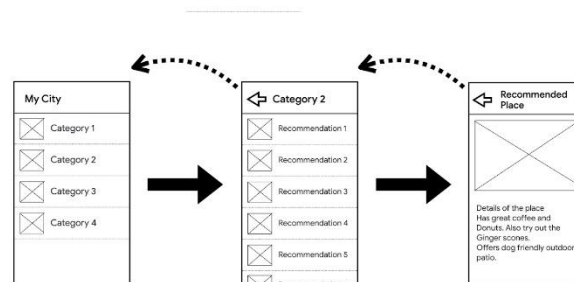 My City
Category 1
Category 2
Category 3
Category 4
Category 2
Recommendation 1
Recommendation 2
Recommendation 3
Recommendation 4
Recommendation 5
Recommended
Place
Details of the place
Has great coffee and
Donuts. Also try out the
Ginger scones.
Offers dog friendly outdoor
patio.